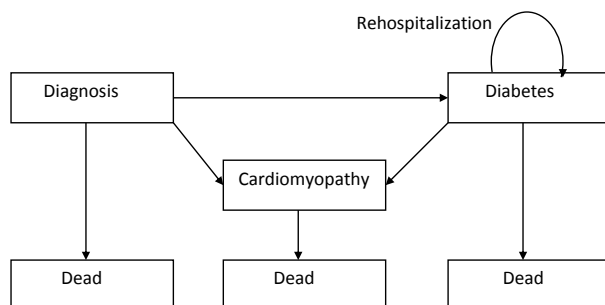 Rehospitalization
Diagnosis
Diabetes
Cardiomyopathy
Dead
Dead
Dead